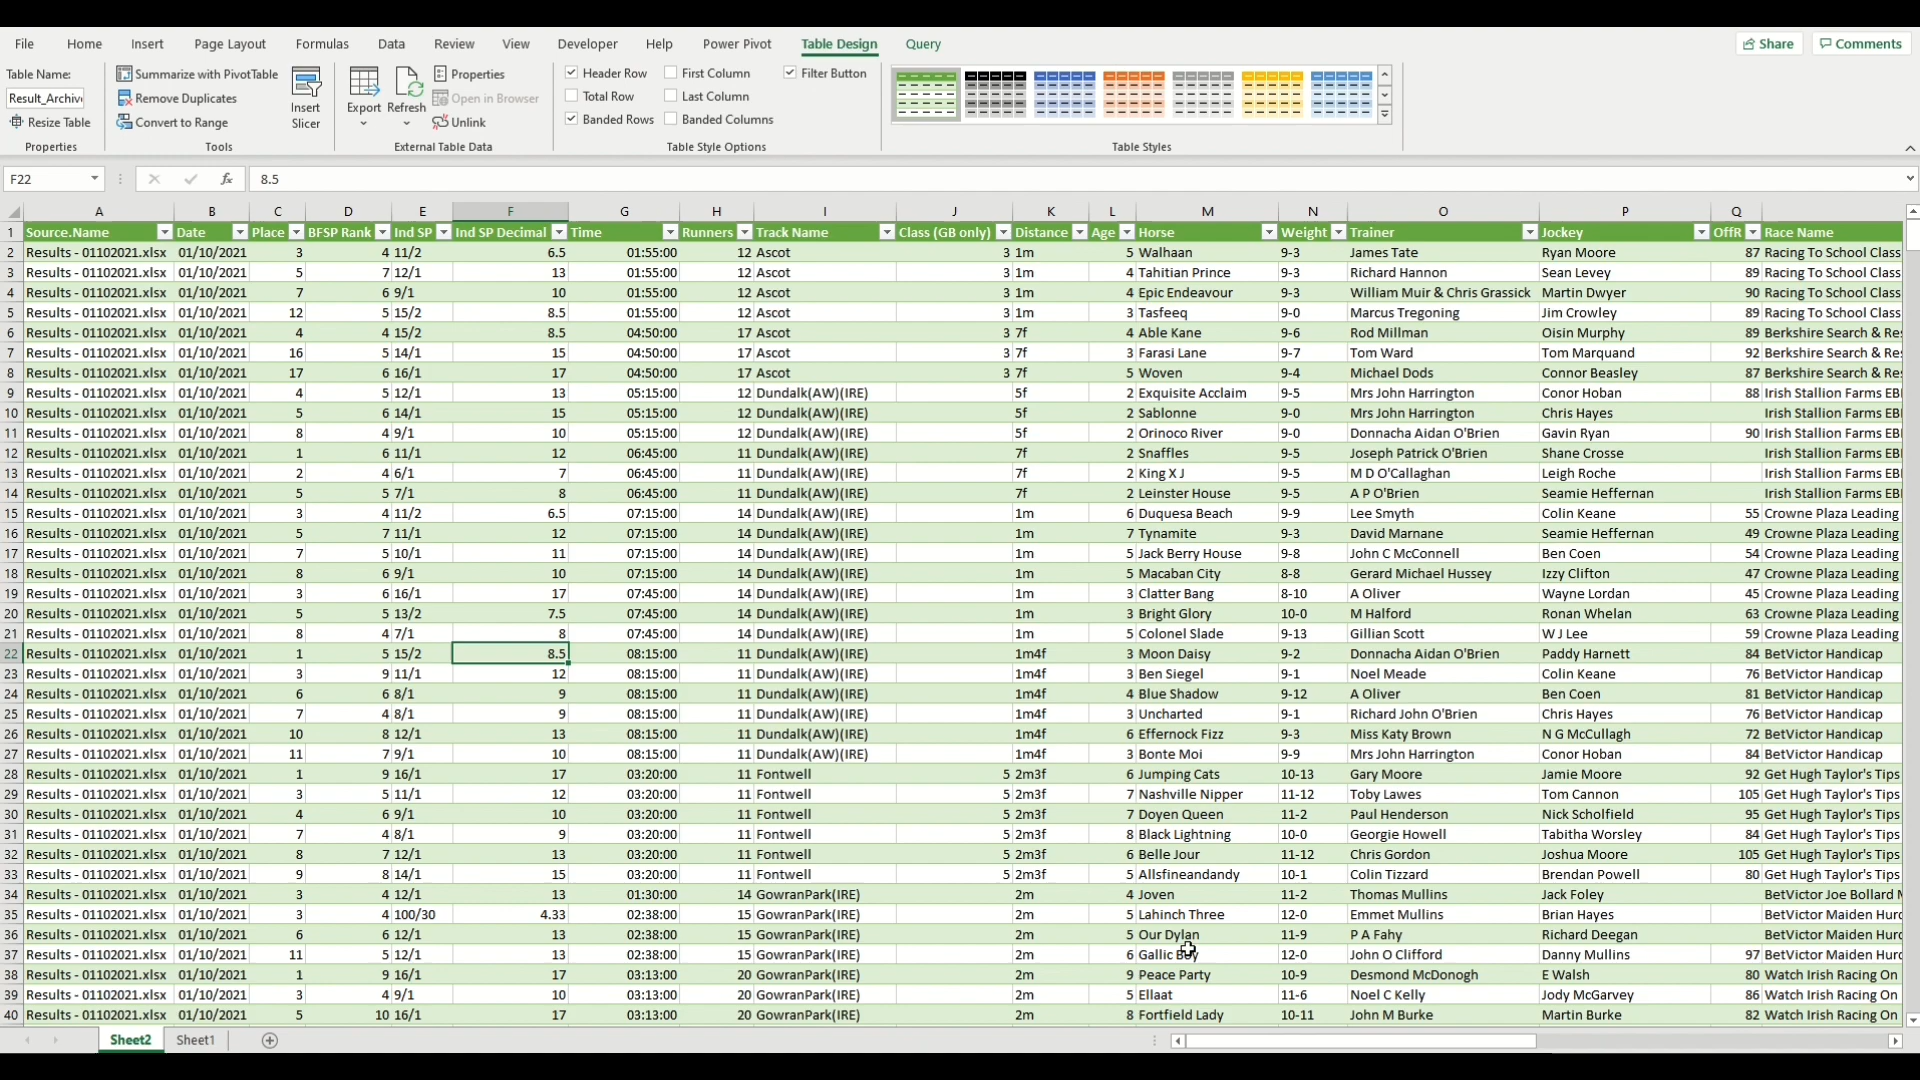 File Home Insert Page Layout Formulas Data Review View Developer Help Power Pivot Table Design Query Share Comments
Table Name: Summarize with PivotTable Properties Header Row First Column Filter Button
Result_Archiv Remove Duplicates Insert Slicer Export Refresh Open in Browser Total Row Last Column
Resize Table Convert to Range Unlink Banded Rows Banded Columns
Properties Tools External Table Data Table Style Options Table Styles
F22 fx 8.5
A B C D E F G H I J K L M N O P Q
1 Source.Name Date Place BFSP Rank Ind SP Ind SP Decimal Time Runners Track Name Class (GB only) Distance Age Horse Weight Trainer Jockey OffR Race Name
2 Results - 01102021.xlsx 01/10/2021 3 4 11/2 6.5 01:55:00 12 Ascot 3 1m 5 Walhaan 9-3 James Tate Ryan Moore 87 Racing To School Class
3 Results - 01102021.xlsx 01/10/2021 5 7 12/1 13 01:55:00 12 Ascot 3 1m 4 Tahitian Prince 9-3 Richard Hannon Sean Levey 89 Racing To School Class
4 Results - 01102021.xlsx 01/10/2021 7 6 9/1 10 01:55:00 12 Ascot 3 1m 4 Epic Endeavour 9-3 William Muir & Chris Grassick Martin Dwyer 90 Racing To School Class
5 Results - 01102021.xlsx 01/10/2021 12 5 15/2 8.5 01:55:00 12 Ascot 3 1m 3 Tasfeeq 9-0 Marcus Tregoning Jim Crowley 89 Racing To School Class
6 Results - 01102021.xlsx 01/10/2021 4 4 15/2 8.5 04:50:00 17 Ascot 3 7f 4 Able Kane 9-6 Rod Millman Oisin Murphy 89 Berkshire Search & Res
7 Results - 01102021.xlsx 01/10/2021 16 5 14/1 15 04:50:00 17 Ascot 3 7f 3 Farasi Lane 9-7 Tom Ward Tom Marquand 92 Berkshire Search & Res
8 Results - 01102021.xlsx 01/10/2021 17 6 16/1 17 04:50:00 17 Ascot 3 7f 5 Woven 9-4 Michael Dods Connor Beasley 87 Berkshire Search & Res
9 Results - 01102021.xlsx 01/10/2021 4 5 12/1 13 05:15:00 12 Dundalk(AW)(IRE) 5f 2 Exquisite Acclaim 9-5 Mrs John Harrington Conor Hoban 88 Irish Stallion Farms EB
10 Results - 01102021.xlsx 01/10/2021 5 6 14/1 15 05:15:00 12 Dundalk(AW)(IRE) 5f 2 Sablonne 9-0 Mrs John Harrington Chris Hayes Irish Stallion Farms EB
11 Results - 01102021.xlsx 01/10/2021 8 4 9/1 10 05:15:00 12 Dundalk(AW)(IRE) 5f 2 Orinoco River 9-0 Donnacha Aidan O'Brien Gavin Ryan 90 Irish Stallion Farms EB
12 Results - 01102021.xlsx 01/10/2021 1 6 11/1 12 06:45:00 11 Dundalk(AW)(IRE) 7f 2 Snaffles 9-5 Joseph Patrick O'Brien Shane Crosse Irish Stallion Farms EB
13 Results - 01102021.xlsx 01/10/2021 2 4 6/1 7 06:45:00 11 Dundalk(AW)(IRE) 7f 2 King X J 9-5 M D O'Callaghan Leigh Roche Irish Stallion Farms EB
14 Results - 01102021.xlsx 01/10/2021 5 5 7/1 8 06:45:00 11 Dundalk(AW)(IRE) 7f 2 Leinster House 9-5 A P O'Brien Seamie Heffernan Irish Stallion Farms EB
15 Results - 01102021.xlsx 01/10/2021 3 4 11/2 6.5 07:15:00 14 Dundalk(AW)(IRE) 1m 6 Duquesa Beach 9-9 Lee Smyth Colin Keane 55 Crowne Plaza Leading
16 Results - 01102021.xlsx 01/10/2021 5 7 11/1 12 07:15:00 14 Dundalk(AW)(IRE) 1m 7 Tynamite 9-3 David Marnane Seamie Heffernan 49 Crowne Plaza Leading
17 Results - 01102021.xlsx 01/10/2021 7 5 10/1 11 07:15:00 14 Dundalk(AW)(IRE) 1m 5 Jack Berry House 9-8 John C McConnell Ben Coen 54 Crowne Plaza Leading
18 Results - 01102021.xlsx 01/10/2021 8 6 9/1 10 07:15:00 14 Dundalk(AW)(IRE) 1m 5 Macaban City 8-8 Gerard Michael Hussey Izzy Clifton 47 Crowne Plaza Leading
19 Results - 01102021.xlsx 01/10/2021 3 6 16/1 17 07:45:00 14 Dundalk(AW)(IRE) 1m 3 Clatter Bang 8-10 A Oliver Wayne Lordan 45 Crowne Plaza Leading
20 Results - 01102021.xlsx 01/10/2021 5 5 13/2 7.5 07:45:00 14 Dundalk(AW)(IRE) 1m 3 Bright Glory 10-0 M Halford Ronan Whelan 63 Crowne Plaza Leading
21 Results - 01102021.xlsx 01/10/2021 8 4 7/1 8 07:45:00 14 Dundalk(AW)(IRE) 1m 5 Colonel Slade 9-13 Gillian Scott W J Lee 59 Crowne Plaza Leading
22 Results - 01102021.xlsx 01/10/2021 1 5 15/2 8.5 08:15:00 11 Dundalk(AW)(IRE) 1m4f 3 Moon Daisy 9-2 Donnacha Aidan O'Brien Paddy Harnett 84 BetVictor Handicap
23 Results - 01102021.xlsx 01/10/2021 3 9 11/1 12 08:15:00 11 Dundalk(AW)(IRE) 1m4f 3 Ben Siegel 9-1 Noel Meade Colin Keane 76 BetVictor Handicap
24 Results - 01102021.xlsx 01/10/2021 6 6 8/1 9 08:15:00 11 Dundalk(AW)(IRE) 1m4f 4 Blue Shadow 9-12 A Oliver Ben Coen 81 BetVictor Handicap
25 Results - 01102021.xlsx 01/10/2021 7 4 8/1 9 08:15:00 11 Dundalk(AW)(IRE) 1m4f 3 Uncharted 9-1 Richard John O'Brien Chris Hayes 76 BetVictor Handicap
26 Results - 01102021.xlsx 01/10/2021 10 8 12/1 13 08:15:00 11 Dundalk(AW)(IRE) 1m4f 6 Effernock Fizz 9-3 Miss Katy Brown N G McCullagh 72 BetVictor Handicap
27 Results - 01102021.xlsx 01/10/2021 11 7 9/1 10 08:15:00 11 Dundalk(AW)(IRE) 1m4f 3 Bonte Moi 9-9 Mrs John Harrington Conor Hoban 84 BetVictor Handicap
28 Results - 01102021.xlsx 01/10/2021 1 9 16/1 17 03:20:00 11 Fontwell 5 2m3f 6 Jumping Cats 10-13 Gary Moore Jamie Moore 92 Get Hugh Taylor's Tips
29 Results - 01102021.xlsx 01/10/2021 3 5 11/1 12 03:20:00 11 Fontwell 5 2m3f 7 Nashville Nipper 11-12 Toby Lawes Tom Cannon 105 Get Hugh Taylor's Tips
30 Results - 01102021.xlsx 01/10/2021 4 6 9/1 10 03:20:00 11 Fontwell 5 2m3f 7 Doyen Queen 11-2 Paul Henderson Nick Scholfield 95 Get Hugh Taylor's Tips
31 Results - 01102021.xlsx 01/10/2021 7 4 8/1 9 03:20:00 11 Fontwell 5 2m3f 8 Black Lightning 10-0 Georgie Howell Tabitha Worsley 84 Get Hugh Taylor's Tips
32 Results - 01102021.xlsx 01/10/2021 8 7 12/1 13 03:20:00 11 Fontwell 5 2m3f 6 Belle Jour 11-12 Chris Gordon Joshua Moore 105 Get Hugh Taylor's Tips
33 Results - 01102021.xlsx 01/10/2021 9 8 14/1 15 03:20:00 11 Fontwell 5 2m3f 5 Allsfineandandy 10-1 Colin Tizzard Brendan Powell 80 Get Hugh Taylor's Tips
34 Results - 01102021.xlsx 01/10/2021 3 4 12/1 13 01:30:00 14 GowranPark(IRE) 2m 4 Joven 11-2 Thomas Mullins Jack Foley BetVictor Joe Bollard M
35 Results - 01102021.xlsx 01/10/2021 3 4 100/30 4.33 02:38:00 15 GowranPark(IRE) 2m 5 Lahinch Three 12-0 Emmet Mullins Brian Hayes BetVictor Maiden Hurd
36 Results - 01102021.xlsx 01/10/2021 6 6 12/1 13 02:38:00 15 GowranPark(IRE) 2m 5 Our Dylan 11-9 P A Fahy Richard Deegan BetVictor Maiden Hurd
37 Results - 01102021.xlsx 01/10/2021 11 5 12/1 13 02:38:00 15 GowranPark(IRE) 2m 6 Gallic 12-0 John O Clifford Danny Mullins 97 BetVictor Maiden Hurd
38 Results - 01102021.xlsx 01/10/2021 1 9 16/1 17 03:13:00 20 GowranPark(IRE) 2m 9 Peace Party 10-9 Desmond McDonogh E Walsh 80 Watch Irish Racing On
39 Results - 01102021.xlsx 01/10/2021 3 4 9/1 10 03:13:00 20 GowranPark(IRE) 2m 5 Ellaat 11-6 Noel C Kelly Jody McGarvey 86 Watch Irish Racing On
40 Results - 01102021.xlsx 01/10/2021 5 10 16/1 17 03:13:00 20 GowranPark(IRE) 2m 8 Fortfield Lady 10-11 John M Burke Martin Burke 82 Watch Irish Racing On
Sheet2 Sheet1